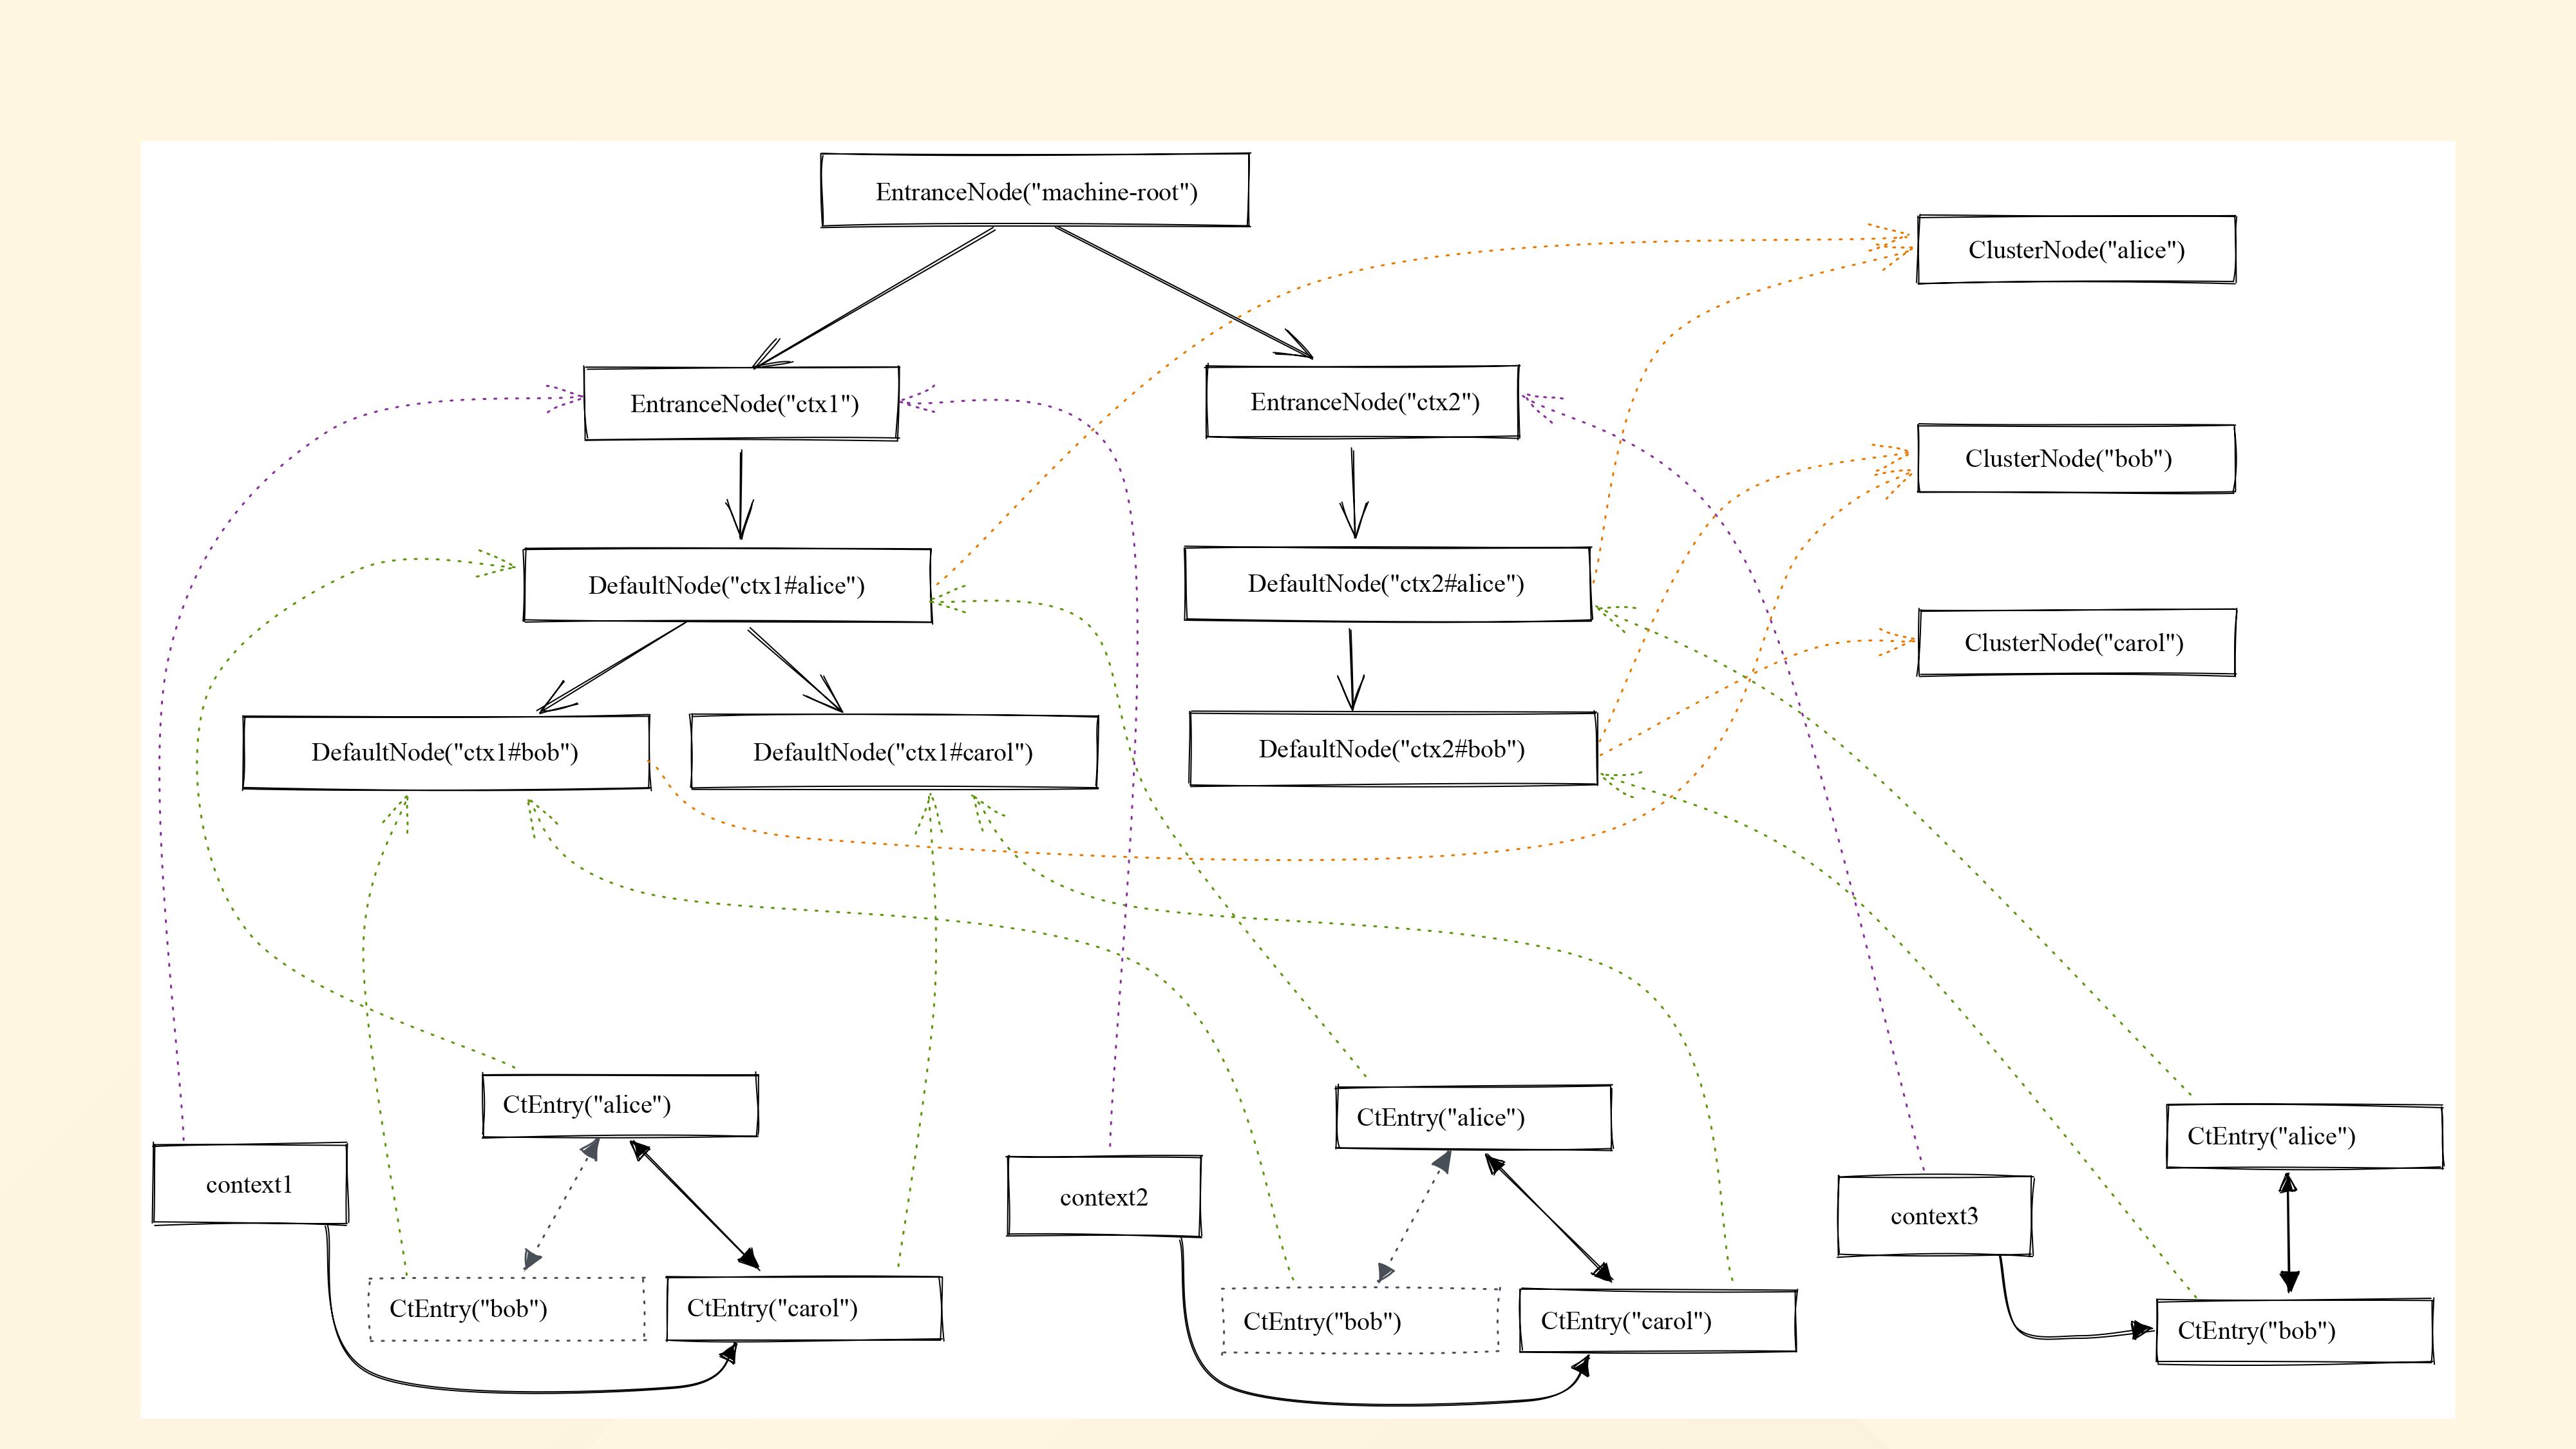 EntranceNode("machine-root")
ClusterNode("alice")
EntranceNode("ctx1")
EntranceNode("ctx2")
ClusterNode("bob")
DefaultNode("ctx1#alice")
DefaultNode("ctx2#alice")
ClusterNode("carol")
DefaultNode("ctx1#bob")
DefaultNode("ctx1#carol")
DefaultNode("ctx2#bob")
CtEntry("alice")
CtEntry("alice")
CtEntry("alice")
context1
context2
context3
CtEntry("bob")
CtEntry("carol")
CtEntry("bob")
CtEntry("carol")
CtEntry("bob")